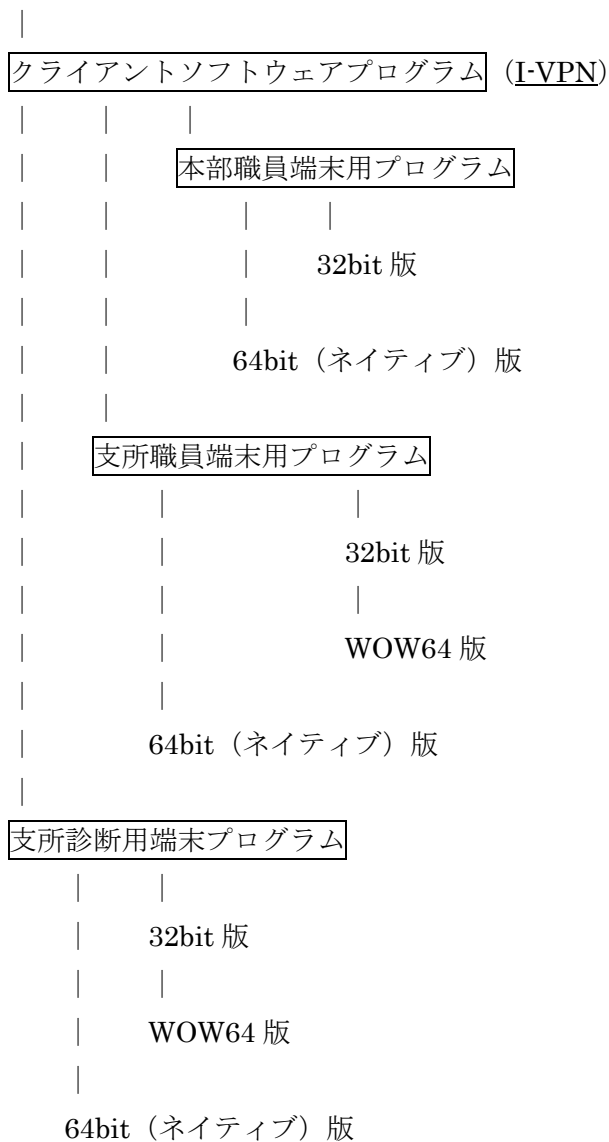 クライアントソフトウェアプログラム（I-VPN）
本部職員端末用プログラム
32bit 版
64bit（ネイティブ）版
支所職員端末用プログラム
32bit 版
WOW64 版
64bit（ネイティブ）版
支所診断用端末プログラム
32bit 版
WOW64 版
64bit（ネイティブ）版